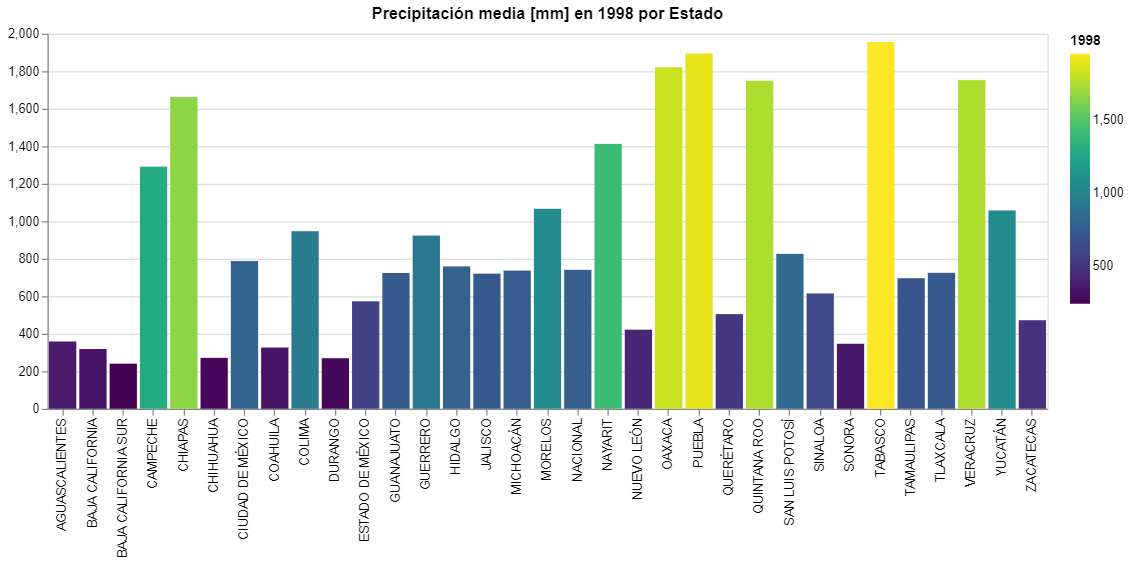 Precipitación media [mm] en 1998 por Estado
2,000
1,800
1,600
1,400
1,200
1,000
800
600
400
200
0
AGUASCALIENTES
BAJA CALIFORNIA
BAJA CALIFORNIA SUR
CAMPECHE
CHIAPAS
CHIHUAHUA
CIUDAD DE MÉXICO
COAHUILA
COLIMA
DURANGO
ESTADO DE MÉXICO
GUANAJUATO
GUERRERO
HIDALGO
JALISCO
MICHOACÁN
MORELOS
NACIONAL
NAYARIT
NUEVO LEÓN
OAXACA
PUEBLA
QUERÉTARO
QUINTANA ROO
SAN LUIS POTOSÍ
SINALOA
SONORA
TABASCO
TAMAULIPAS
TLAXCALA
VERACRUZ
YUCATÁN
ZACATECAS
1998
1,500
1,000
500